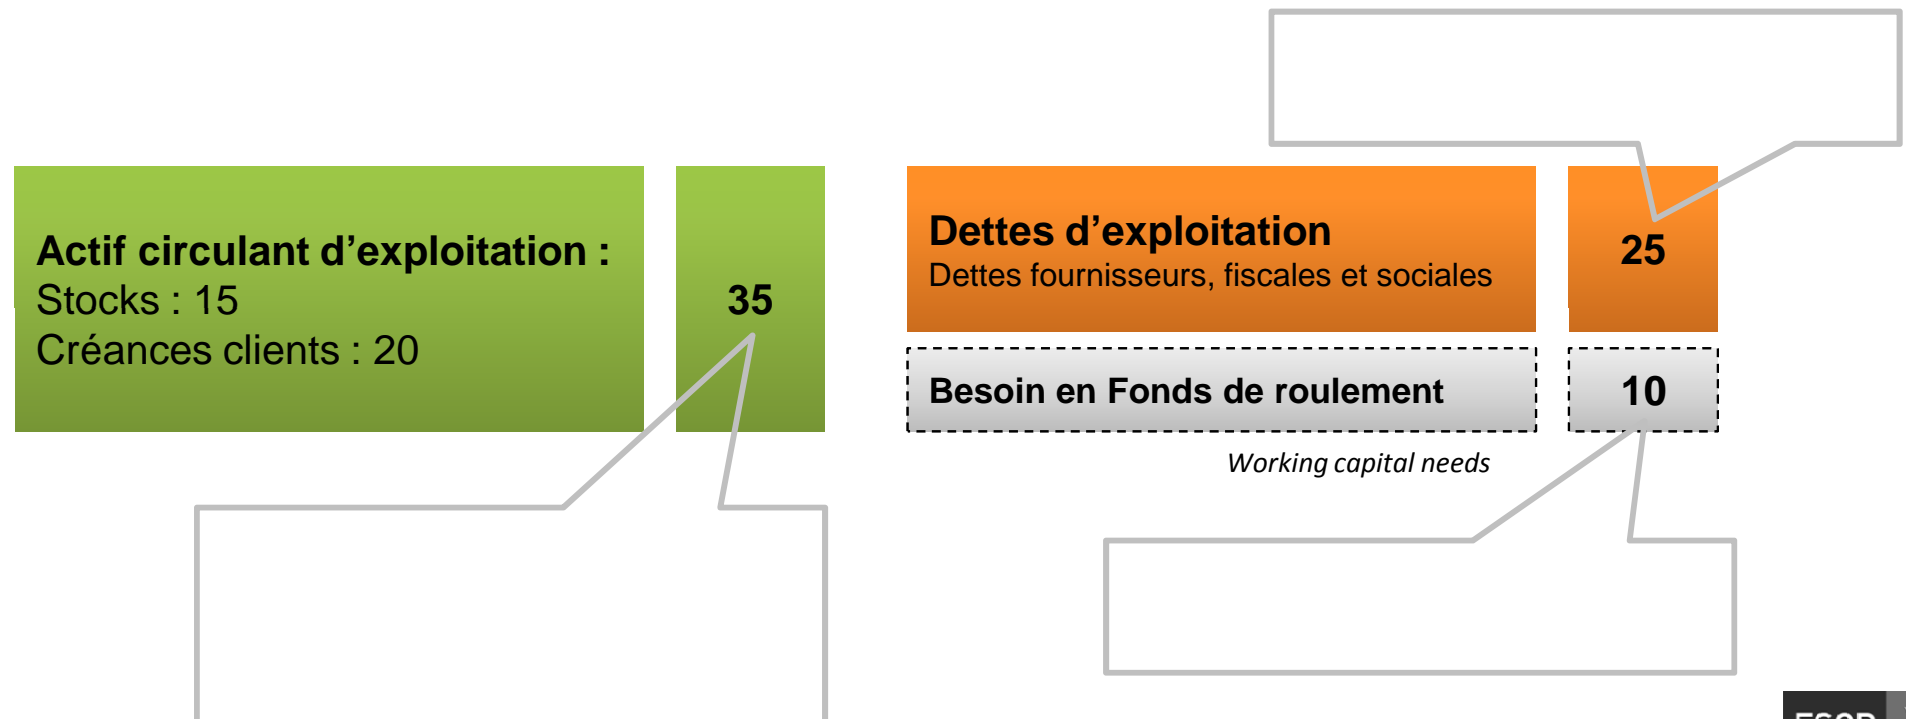 Actif circulant d’exploitation :
Stocks : 15
Créances clients : 20
35
Dettes d’exploitation
Dettes fournisseurs, fiscales et sociales
25
Besoin en Fonds de roulement
10
Working capital needs